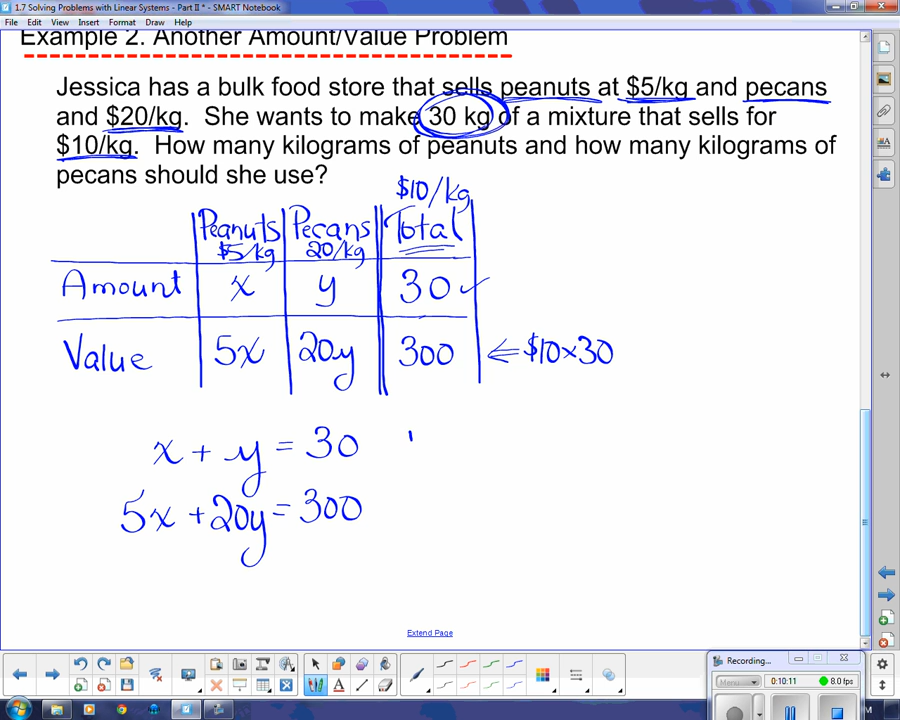 1.7 Solving Problems with Linear Systems - Part II * - SMART Notebook
File Edit View Insert Format Draw Help
Example 2. Another Amount/Value Problem
Jessica has a bulk food store that sells peanuts at $5/kg and pecans
and $20/kg. She wants to make 30 kg of a mixture that sells for
$10/kg. How many kilograms of peanuts and how many kilograms of
pecans should she use?
$10/kg
Peanuts Pecans Total
$5/kg 20/kg
Amount x y 30
Value 5x 20y 300 ⇐ $10×30
x + y = 30
5x + 20y = 300
Extend Page
Recording...
Menu 0:10:11 8.0 fps